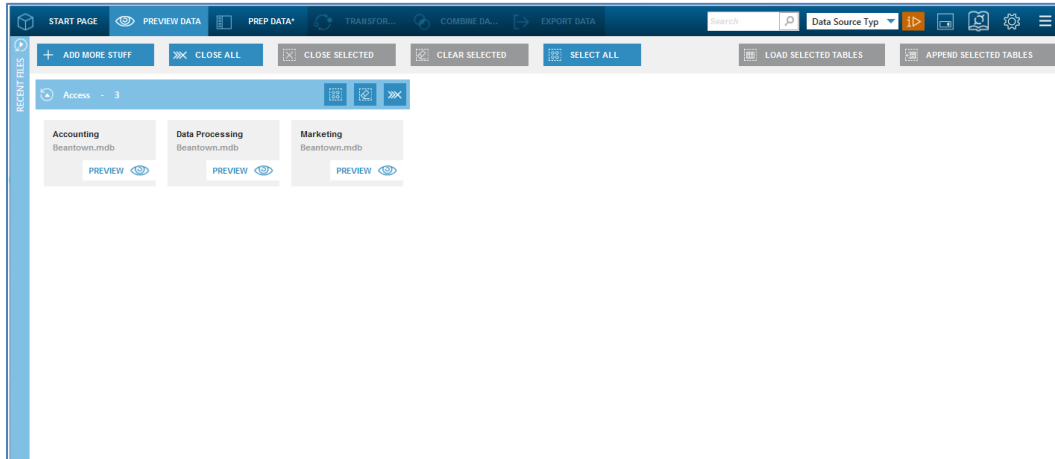 START PAGE PREVIEW DATA PREP DATA* TRANSFOR... COMBINE DA... EXPORT DATA Search Data Source Typ
ADD MORE STUFF CLOSE ALL CLOSE SELECTED CLEAR SELECTED SELECT ALL LOAD SELECTED TABLES APPEND SELECTED TABLES
RECENT FILES
Access - 3
Accounting Data Processing Marketing
Beantown.mdb Beantown.mdb Beantown.mdb
PREVIEW PREVIEW PREVIEW